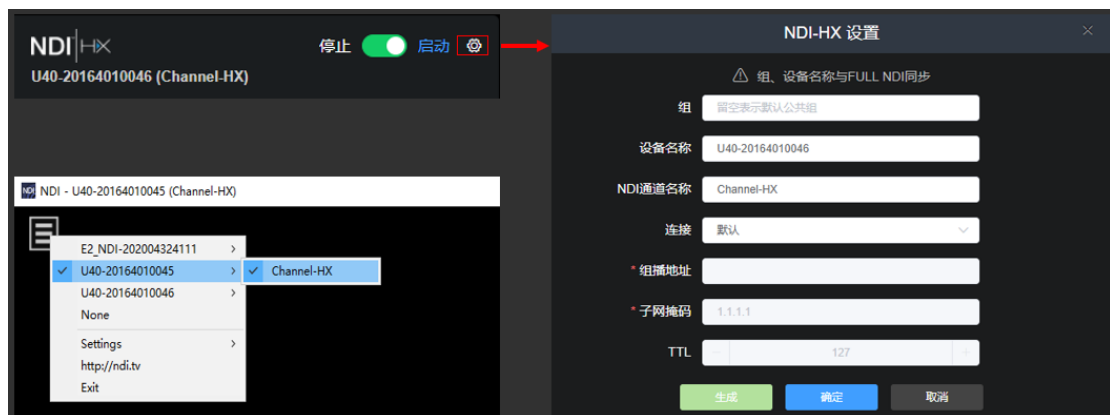 NDI HX
停止 启动
U40-20164010046 (Channel-HX)
NDI - U40-20164010045 (Channel-HX)
E2_NDI-202004324111
U40-20164010045
Channel-HX
U40-20164010046
None
Settings
http://ndi.tv
Exit
NDI-HX 设置
组、设备名称与FULL NDI同步
组 留空表示默认公共组
设备名称 U40-20164010046
NDI通道名称 Channel-HX
连接 默认
* 组播地址
* 子网掩码 1.1.1.1
TTL - 127 +
生成 确定 取消